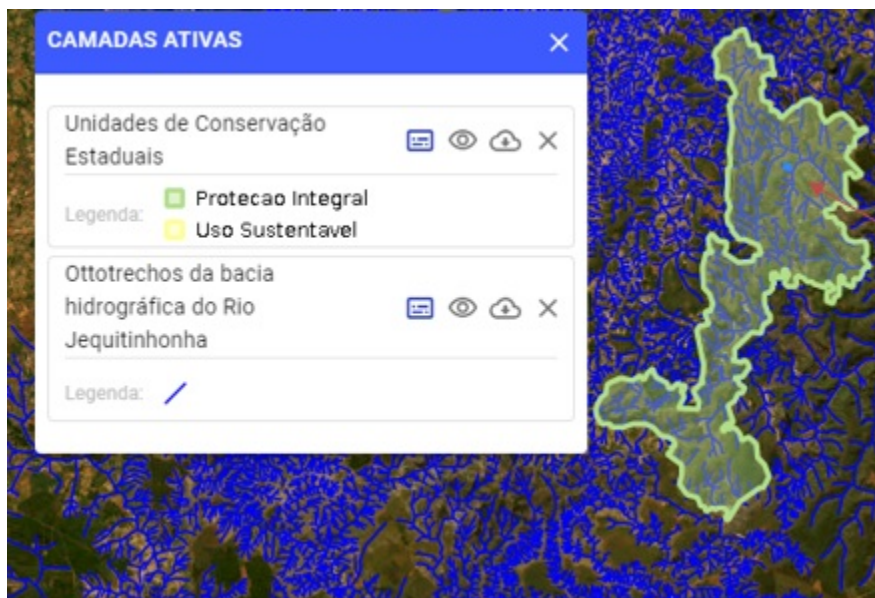 CAMADAS ATIVAS
Unidades de Conservação
Estaduais
Legenda:
Protecao Integral
Uso Sustentavel
Ottotrechos da bacia
hidrográfica do Rio
Jequitinhonha
Legenda: